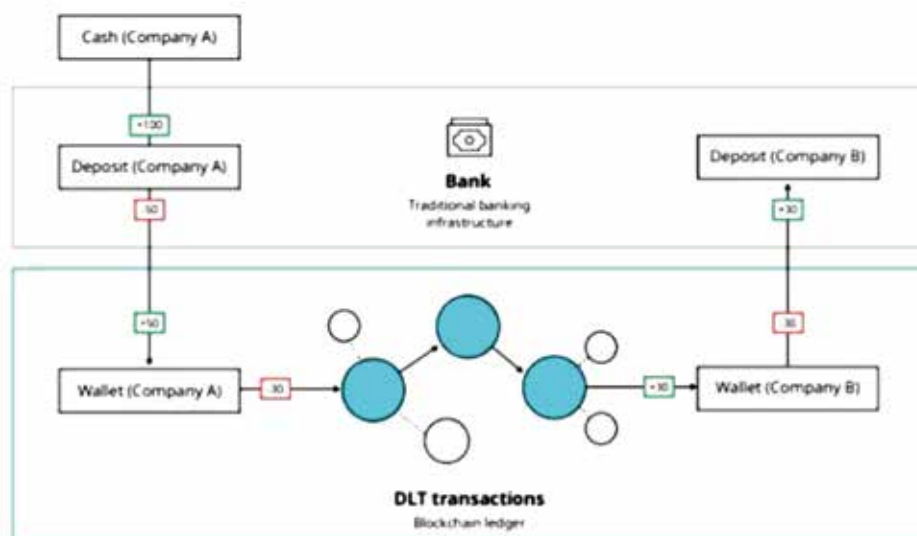 Cash (Company A)
+100
Deposit (Company A)
-50
Bank
Traditional banking
infrastructure
Deposit (Company B)
+30
+50
-30
Wallet (Company A)
-30
+30
Wallet (Company B)
DLT transactions
Blockchain ledger